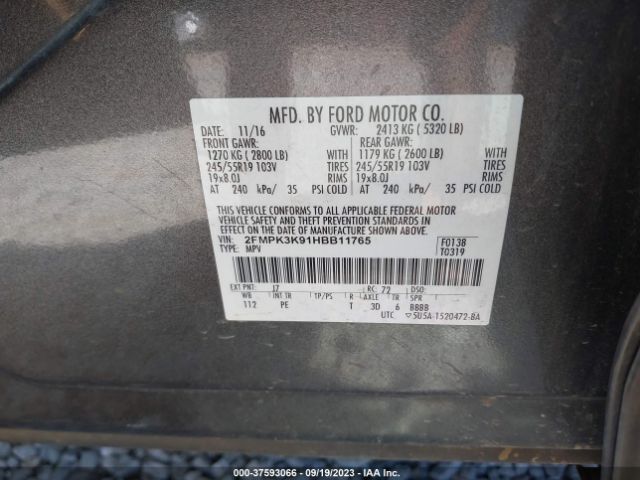 MFD. BY FORD MOTOR CO.
DATE: 11/16 GVWR: 2413 KG ( 5320 LB)
FRONT GAWR: REAR GAWR:
1270 KG ( 2800 LB) WITH 1179 KG ( 2600 LB) WITH
245/55R19 103V TIRES 245/55R19 103V TIRES
19x8.0J RIMS 19x8.0J RIMS
AT 240 kPa/ 35 PSI COLD AT 240 kPa/ 35 PSI COLD
THIS VEHICLE CONFORMS TO ALL APPLICABLE FEDERAL MOTOR
VEHICLE SAFETY AND THEFT PREVENTION STANDARDS IN
EFFECT ON THE DATE OF MANUFACTURE SHOWN ABOVE.
VIN: 2FMPK3K91HBB11765 F0138
TYPE: MPV T0319
EXT PNT: J7 RC: 72 DSO:
WB INT TR TP/PS R AXLE TR SPR
112 PE T 3D 6 BBBB
UTC ▽5U5A-1520472-BA
000-37593066 - 09/19/2023 - IAA Inc.